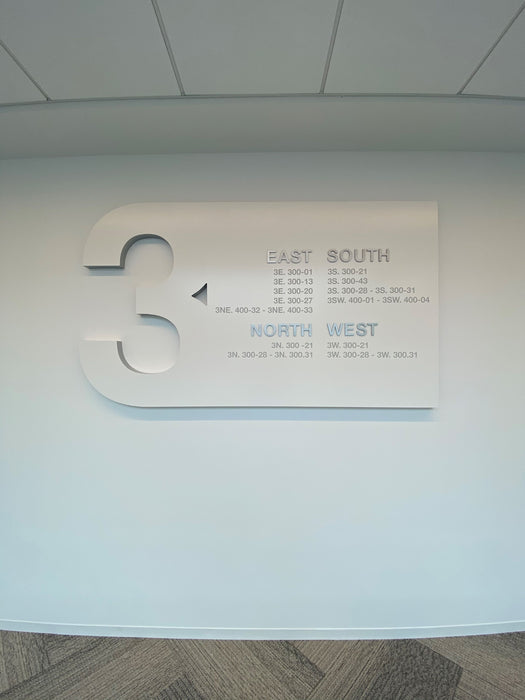 3
EAST
3E. 300-01
3E. 300-13
3E. 300-20
3E. 300-27
3NE. 400-32 - 3NE. 400-33
SOUTH
3S. 300-21
3S. 300-43
3S. 300-28 - 3S. 300-31
3SW. 400-01 - 3SW. 400-04
NORTH
3N. 300 -21
3N. 300-28 - 3N. 300.31
WEST
3W. 300-21
3W. 300-28 - 3W. 300.31